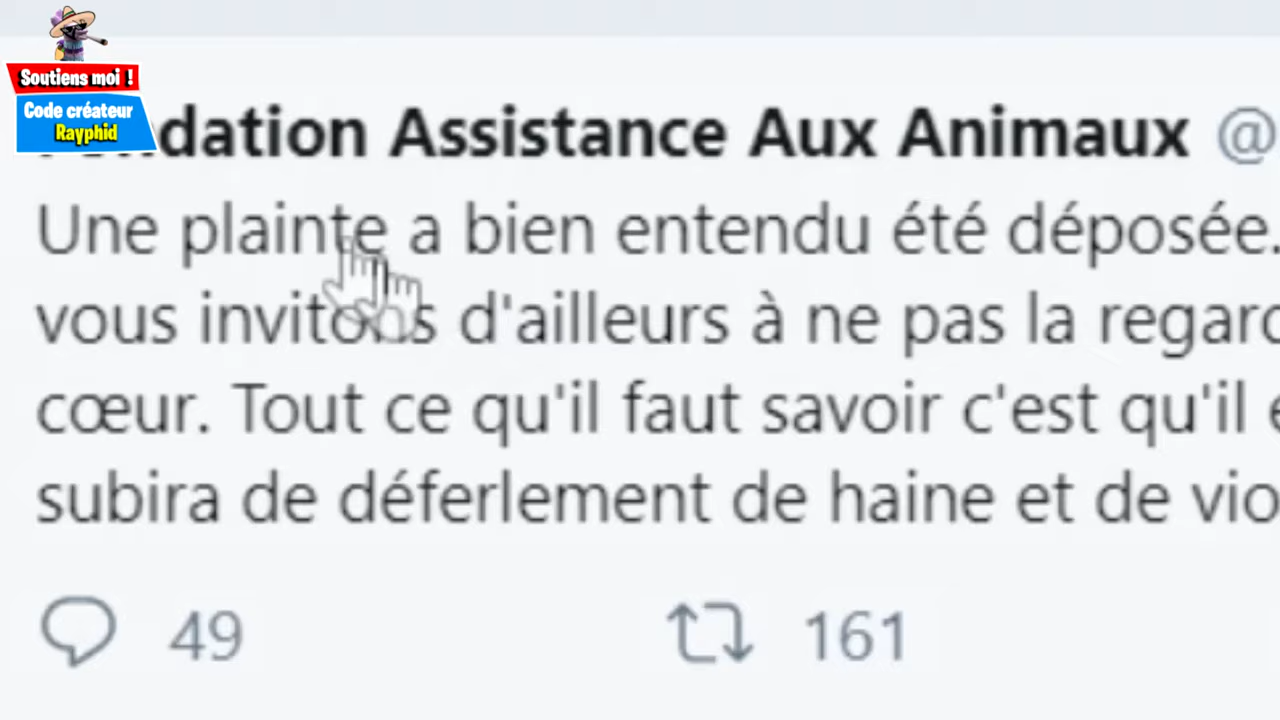 Soutiens moi !
Code créateur
Rayphid
dation Assistance Aux Animaux @
Une plainte a bien entendu été déposée.
vous invitons d'ailleurs à ne pas la regard
cœur. Tout ce qu'il faut savoir c'est qu'il
subira de déferlement de haine et de vio
49 161